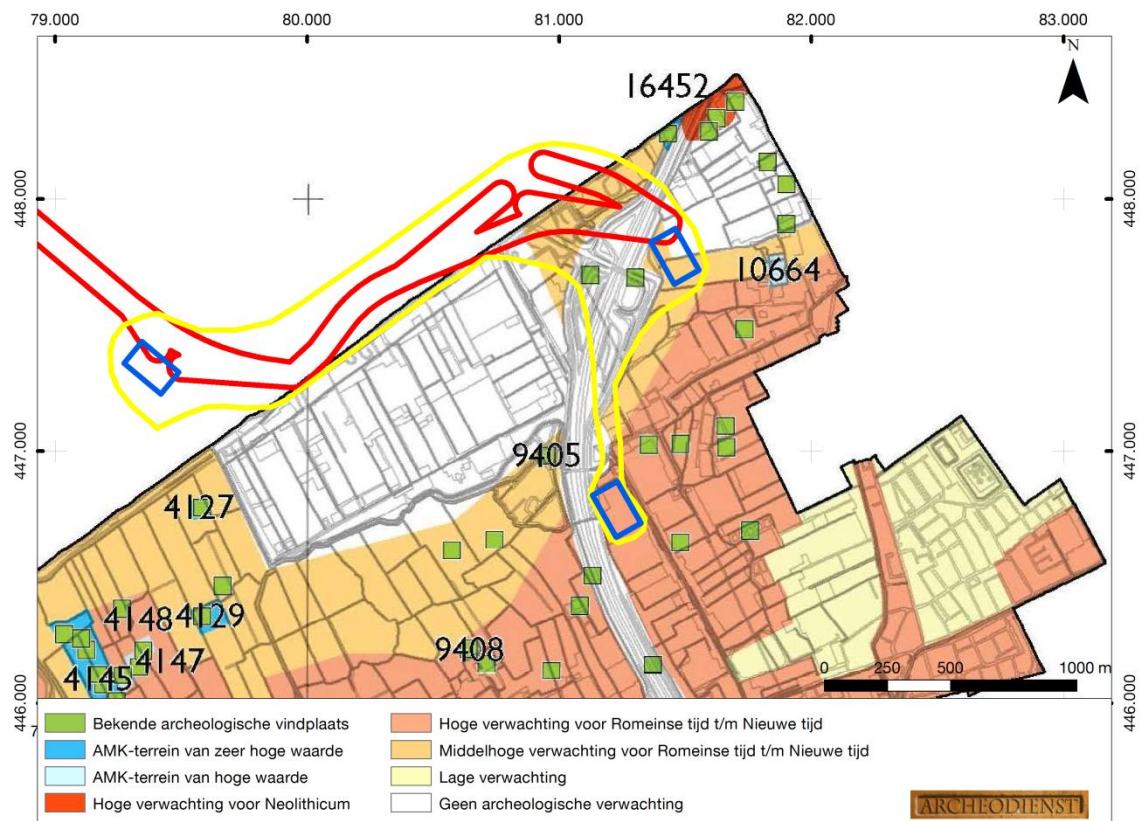 79.000 80.000 81.000 82.000 83.000
N
16452
448.000 448.000
10664
447.000 9405 447.000
4127
4148 4129
4147 9408
4145
0 250 500 1000 m
446.000 446.000
7
Bekende archeologische vindplaats
AMK-terrein van zeer hoge waarde
AMK-terrein van hoge waarde
Hoge verwachting voor Neolithicum
Hoge verwachting voor Romeinse tijd t/m Nieuwe tijd
Middelhoge verwachting voor Romeinse tijd t/m Nieuwe tijd
Lage verwachting
Geen archeologische verwachting
ARCHEODIENST